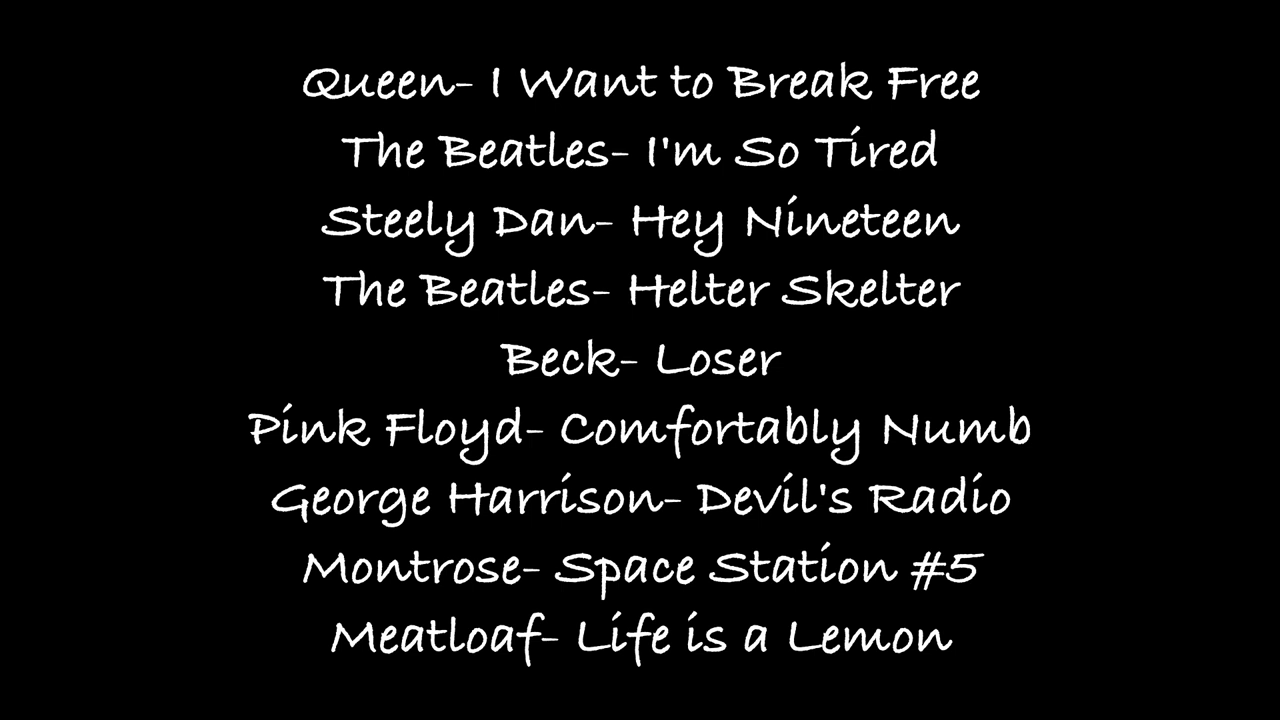 Queen- I Want to Break Free
The Beatles- I'm So Tired
Steely Dan- Hey Nineteen
The Beatles- Helter Skelter
Beck- Loser
Pink Floyd- Comfortably Numb
George Harrison- Devil's Radio
Montrose- Space Station #5
Meatloaf- Life is a Lemon